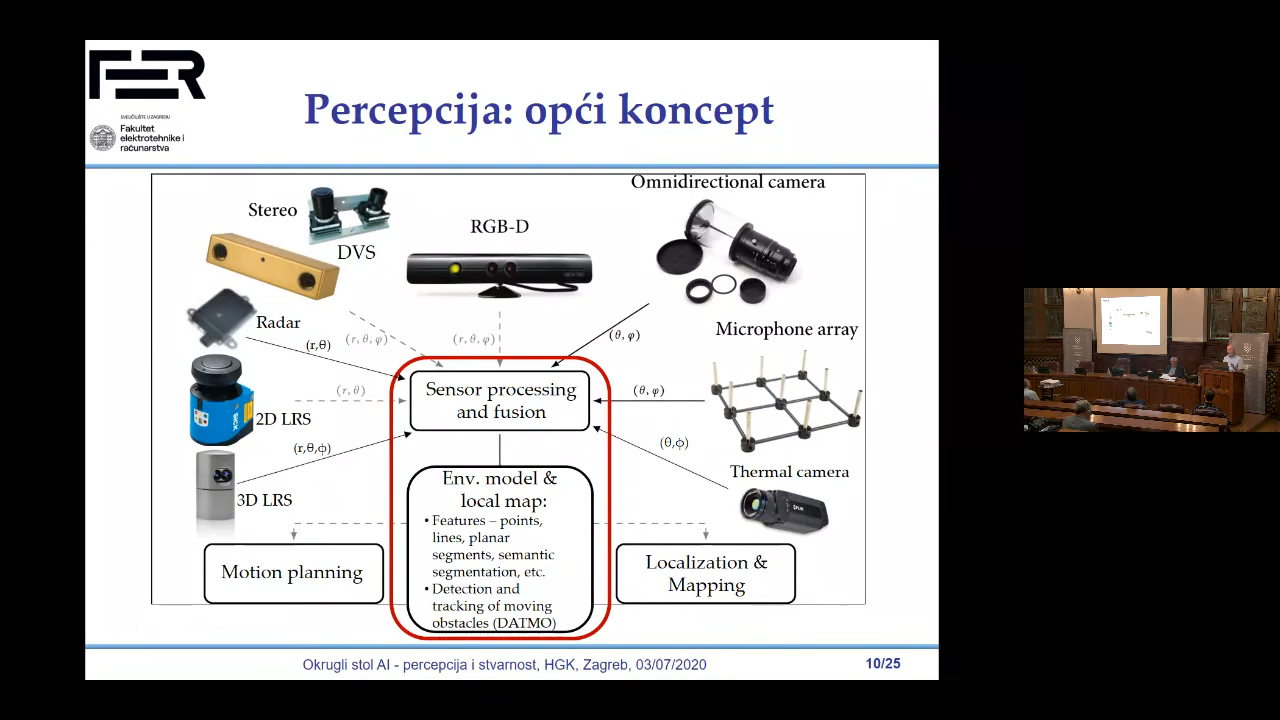 FER
SVEUČILIŠTE U ZAGREBU
Fakultet
elektrotehnike i
računarstva
Percepcija: opći koncept
Omnidirectional camera
Stereo
DVS
RGB-D
Radar
(r,θ)
(r, θ, φ)
(r, θ, φ)
(θ, φ)
Microphone array
2D LRS
(r, θ)
Sensor processing
and fusion
(θ, φ)
3D LRS
(r,θ,ϕ)
(θ,ϕ)
Thermal camera
Env. model &
local map:
• Features – points,
lines, planar
segments, semantic
segmentation, etc.
• Detection and
tracking of moving
obstacles (DATMO)
Motion planning
Localization &
Mapping
Okrugli stol AI - percepcija i stvarnost, HGK, Zagreb, 03/07/2020
10/25